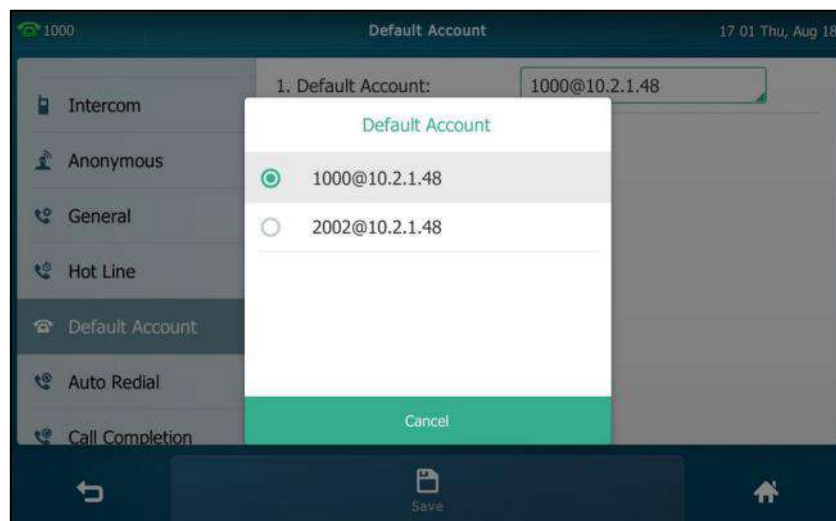 1000 Default Account 17 01 Thu, Aug 18
1. Default Account: 1000@10.2.1.48
Intercom
Anonymous
General
Hot Line
Default Account
Auto Redial
Call Completion
Default Account
1000@10.2.1.48
2002@10.2.1.48
Cancel
Save